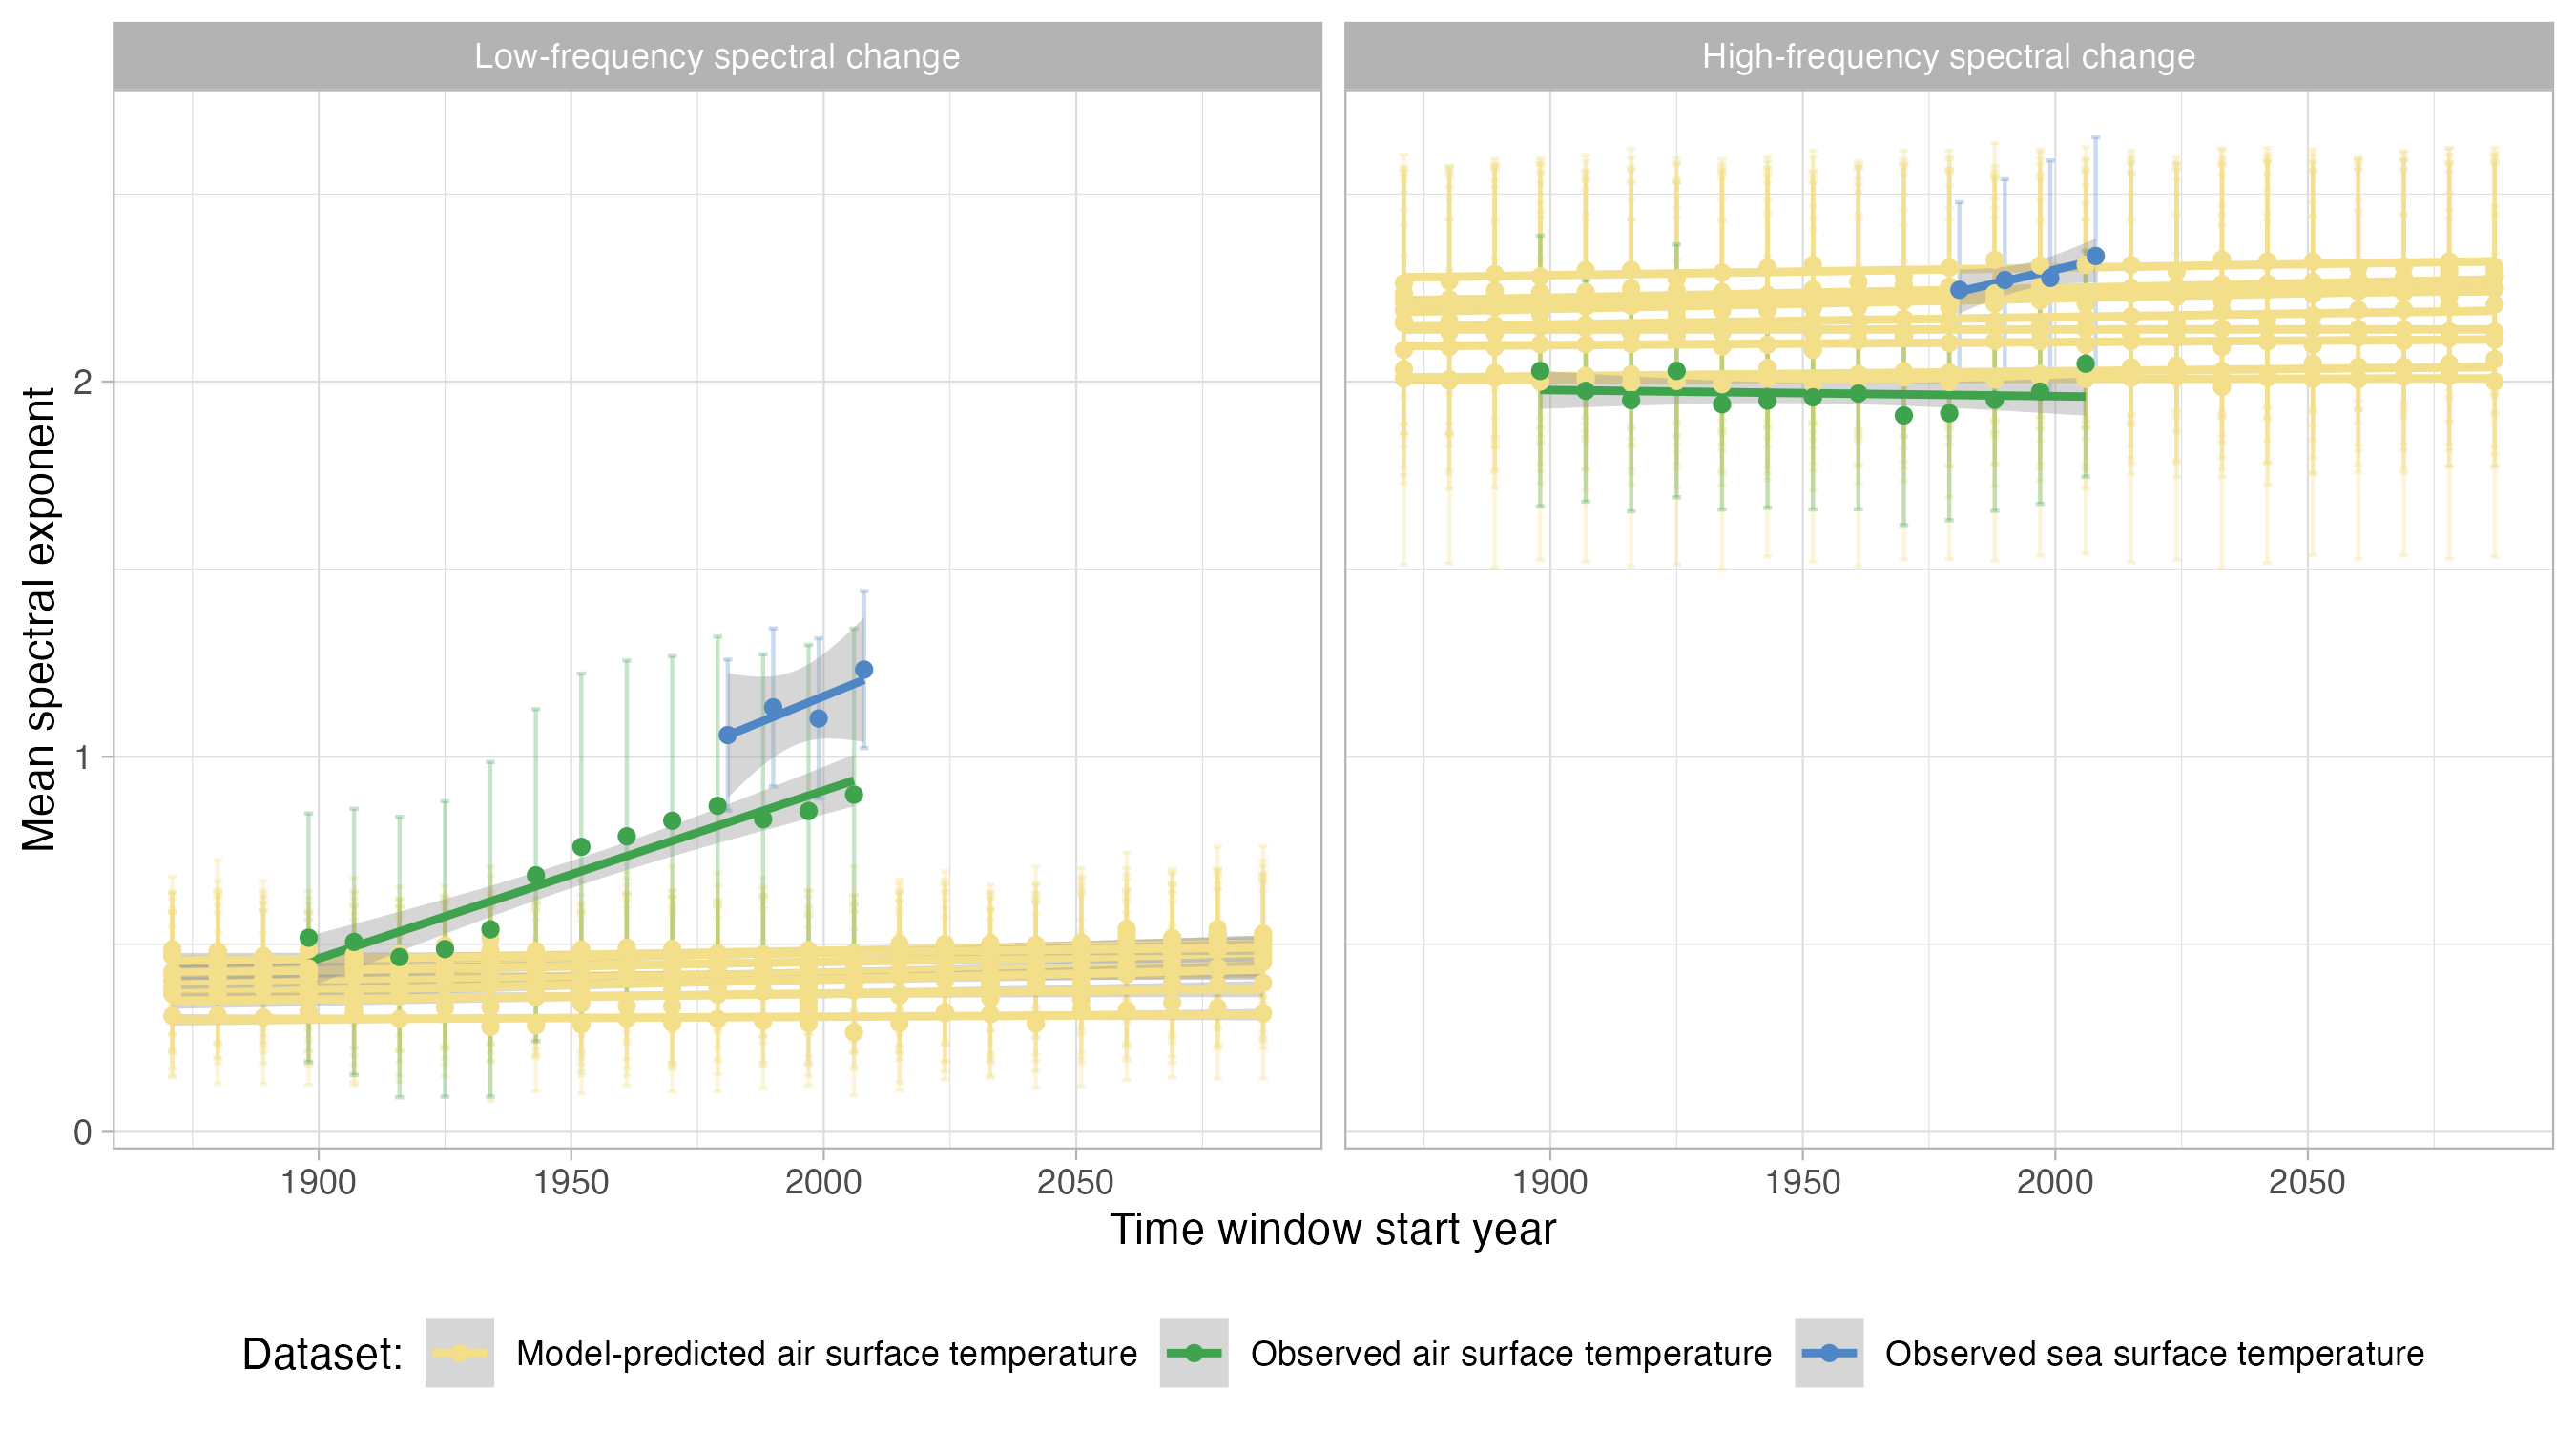 Low-frequency spectral change
High-frequency spectral change
Mean spectral exponent
2
1
0
1900 1950 2000 2050
1900 1950 2000 2050
Time window start year
Dataset: Model-predicted air surface temperature Observed air surface temperature Observed sea surface temperature